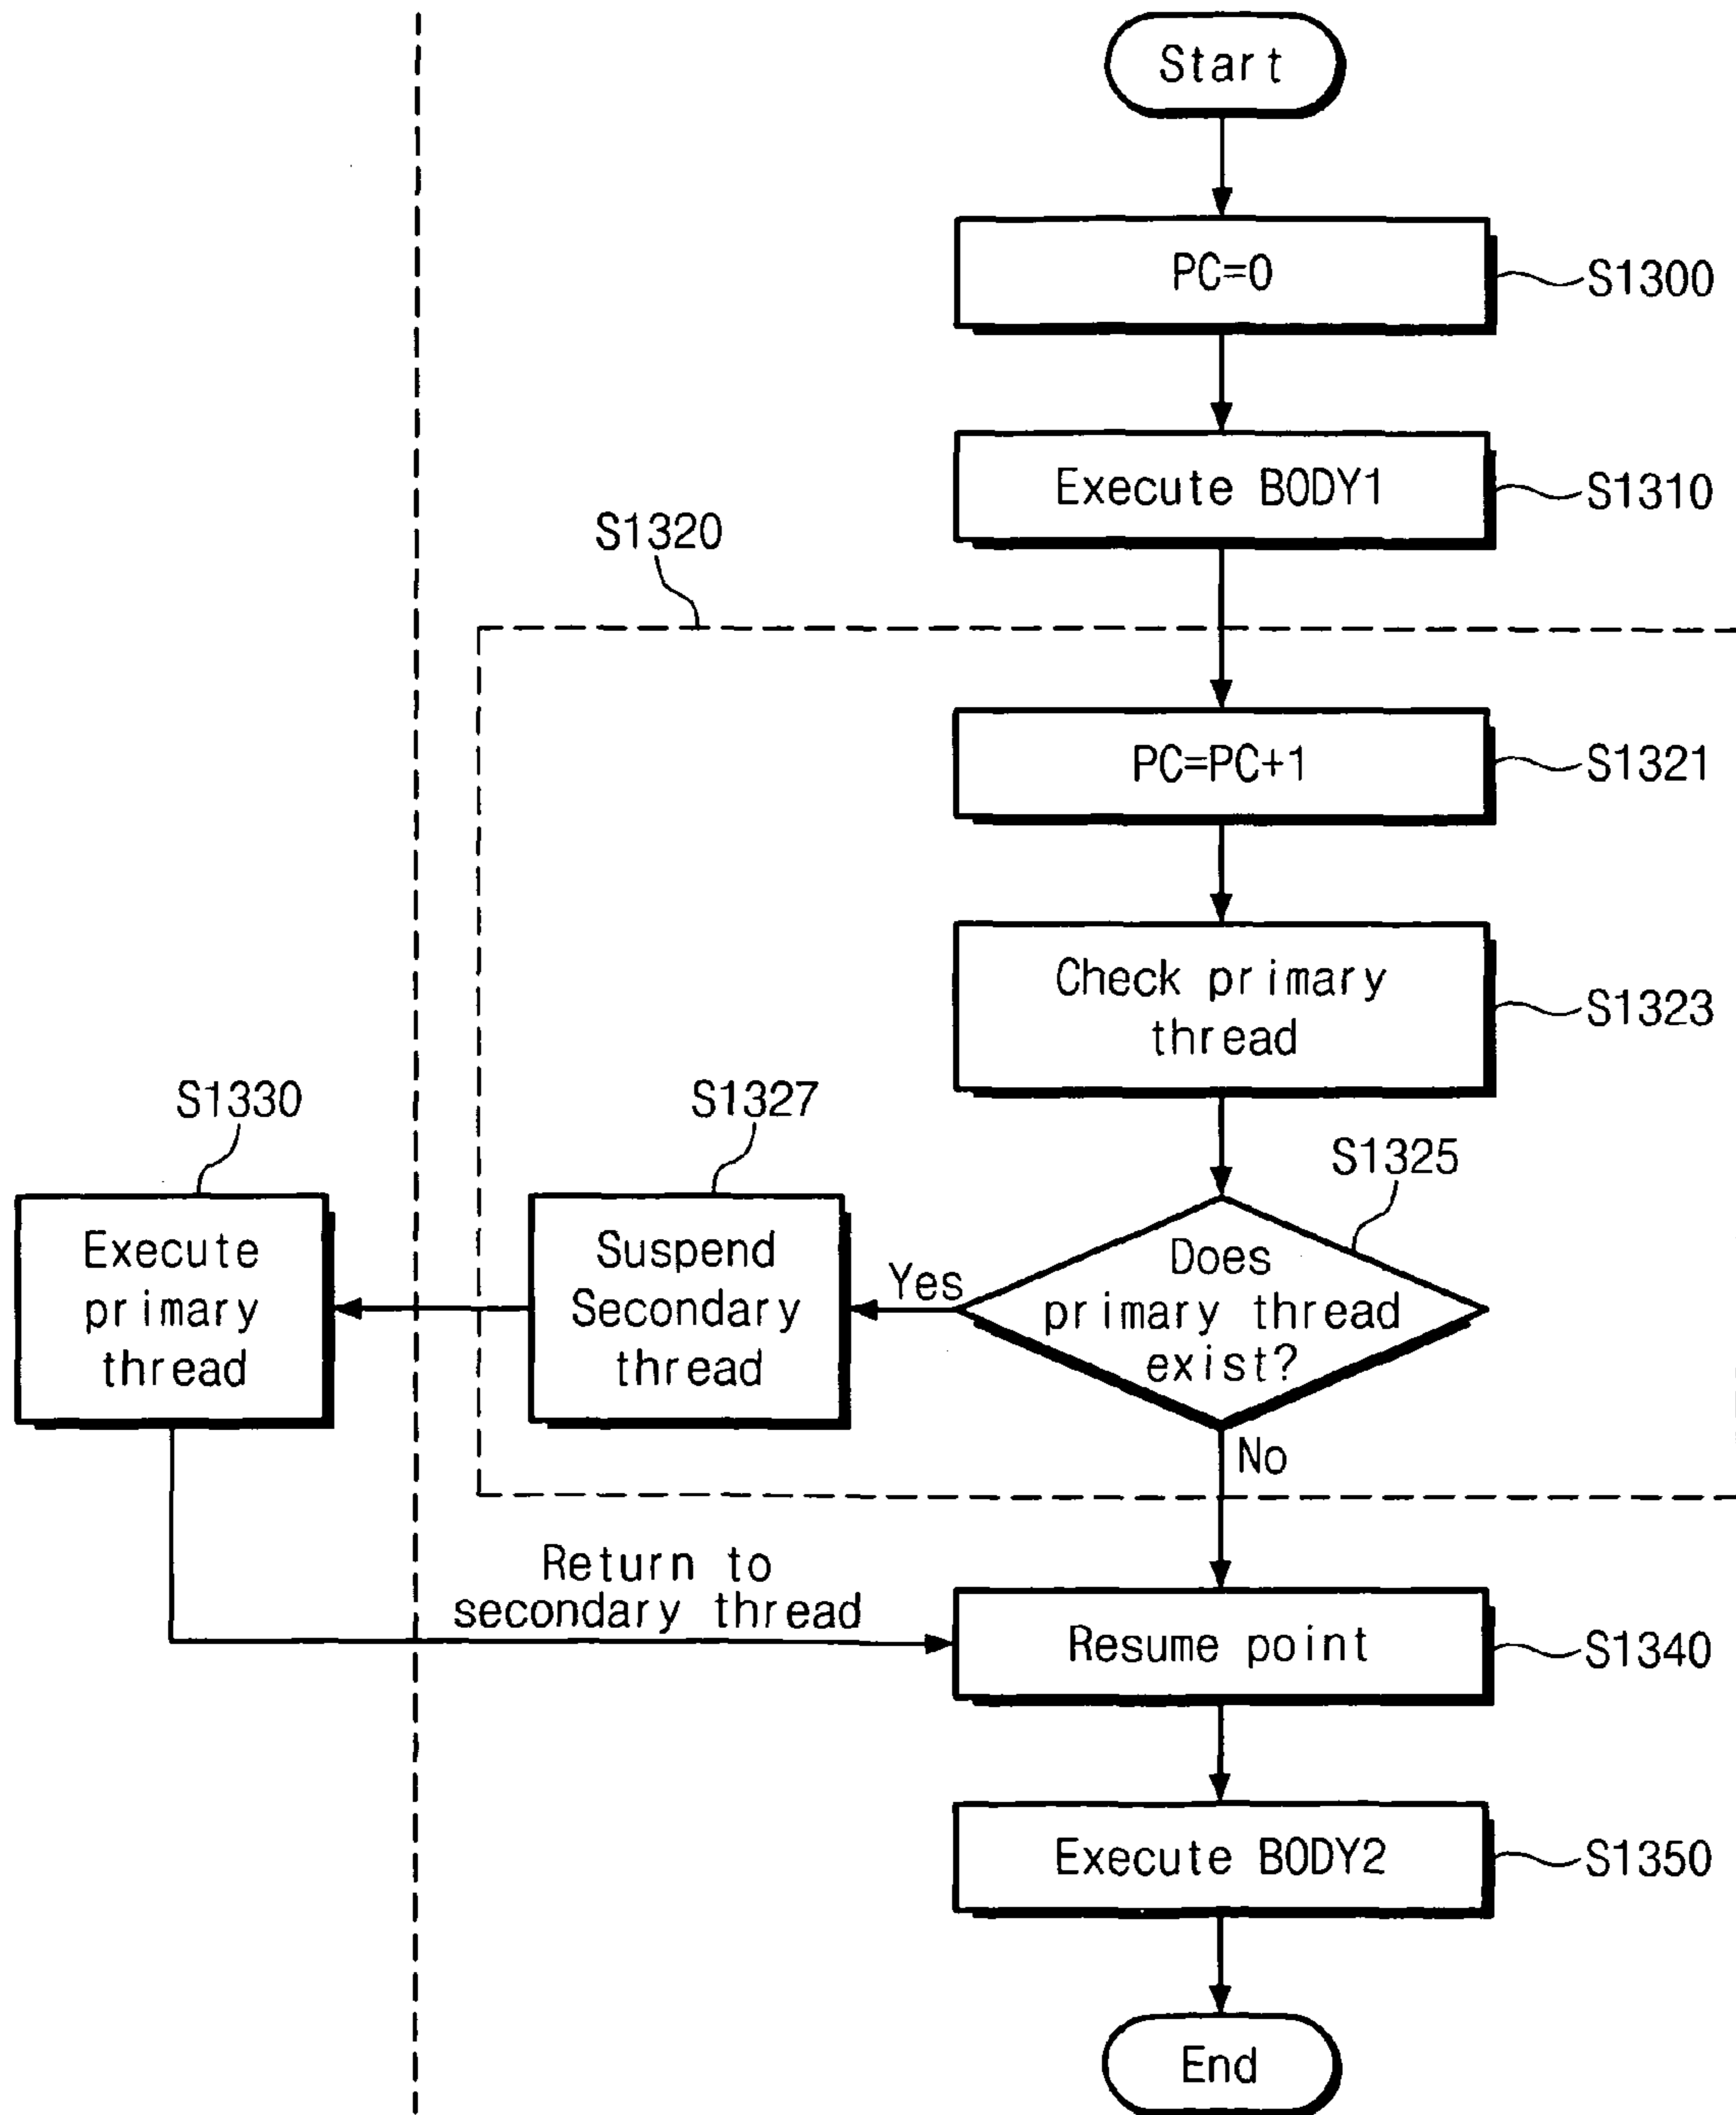 Start
PC=0
S1300
Execute BODY1
S1310
S1320
PC=PC+1
S1321
Check primary
thread
S1323
S1330
S1327
S1325
Execute
primary
thread
Suspend
Secondary
thread
Yes
Does
primary thread
exist?
No
Return to
secondary thread
Resume point
S1340
Execute BODY2
S1350
End